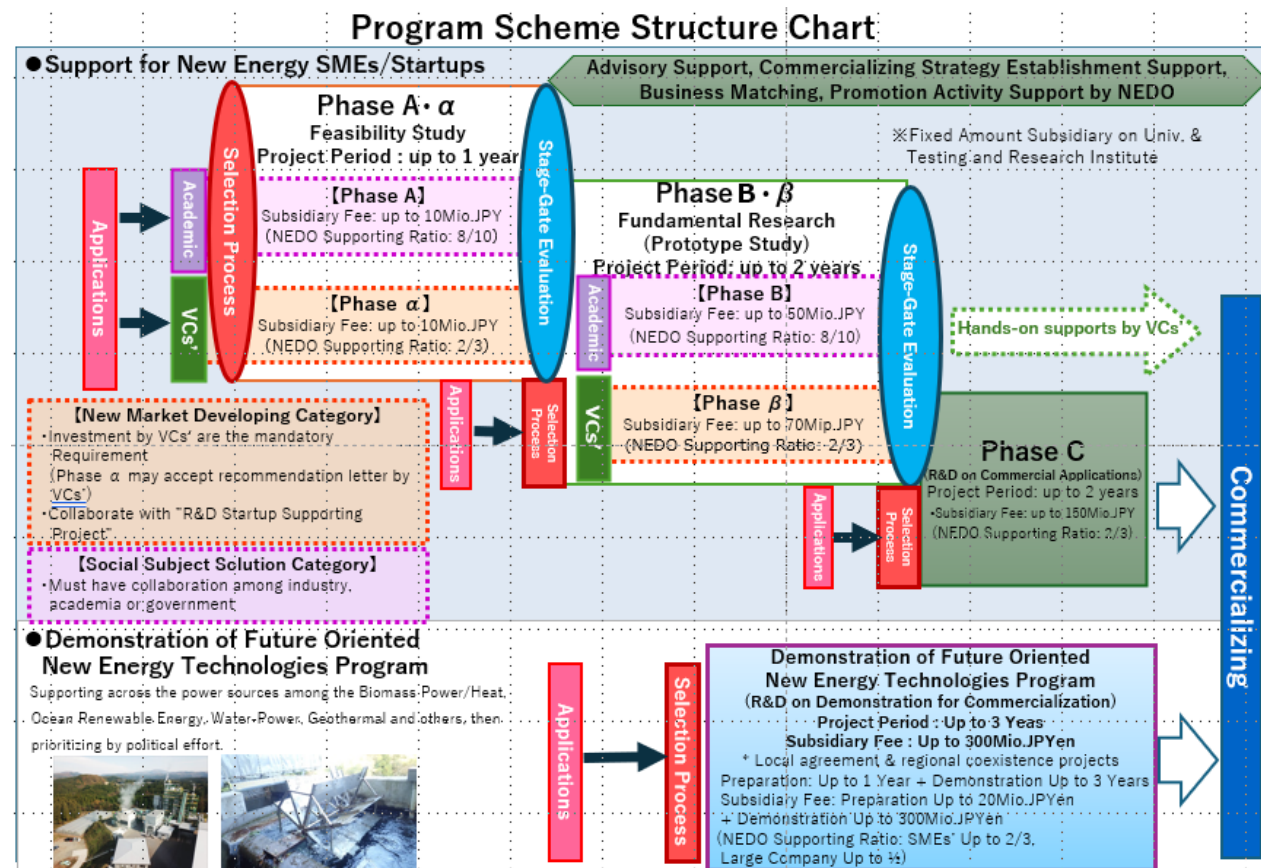 Program Scheme Structure Chart
●Support for New Energy SMEs/Startups
Advisory Support, Commercializing Strategy Establishment Support,
Business Matching, Promotion Activity Support by NEDO
※Fixed Amount Subsidiary on Univ. &
Testing and Research Institute
Applications
Academic
VCs’
Selection Process
Phase A・α
Feasibility Study
Project Period : up to 1 year
【Phase A】
Subsidiary Fee: up to 10Mio.JPY
(NEDO Supporting Ratio: 8/10)
【Phase α】
Subsidiary Fee: up to 10Mio.JPY
(NEDO Supporting Ratio: 2/3)
Stage-Gate Evaluation
Applications
Selection
Process
Phase B・β
Fundamental Research
(Prototype Study)
Project Period: up to 2 years
Academic
【Phase B】
Subsidiary Fee: up to 50Mio.JPY
(NEDO Supporting Ratio: 8/10)
VCs’
【Phase β】
Subsidiary Fee: up to 70Mip.JPY
(NEDO Supporting Ratio: 2/3)
Stage-Gate Evaluation
Hands-on supports by VCs’
Applications
Selection
Process
Phase C
(R&D on Commercial Applications)
Project Period: up to 2 years
・Subsidiary Fee: up to 150Mio.JPY
(NEDO Supporting Ratio: 2/3)
Commercializing
【New Market Developing Category】
・Investment by VCs’ are the mandatory
Requirement
(Phase α may accept recommendation letter by
VCs’)
・Collaborate with “R&D Startup Supporting
Project”
【Social Subject Solution Category】
・Must have collaboration among industry,
academia or government
●Demonstration of Future Oriented
New Energy Technologies Program
Supporting across the power sources among the Biomass Power/Heat,
Ocean Renewable Energy, Water-Power, Geothermal and others, then
prioritizing by political effort.
Applications
Selection Process
Demonstration of Future Oriented
New Energy Technologies Program
(R&D on Demonstration for Commercialization)
Project Period : Up to 3 Yeas
Subsidiary Fee : Up to 300Mio.JPYen
* Local agreement & regional coexistence projects
Preparation: Up to 1 Year + Demonstration Up to 3 Years
Subsidiary Fee: Preparation Up to 20Mio.JPYen
+ Demonstration Up to 300Mio.JPYen
(NEDO Supporting Ratio: SMEs’ Up to 2/3,
Large Company Up to ½)